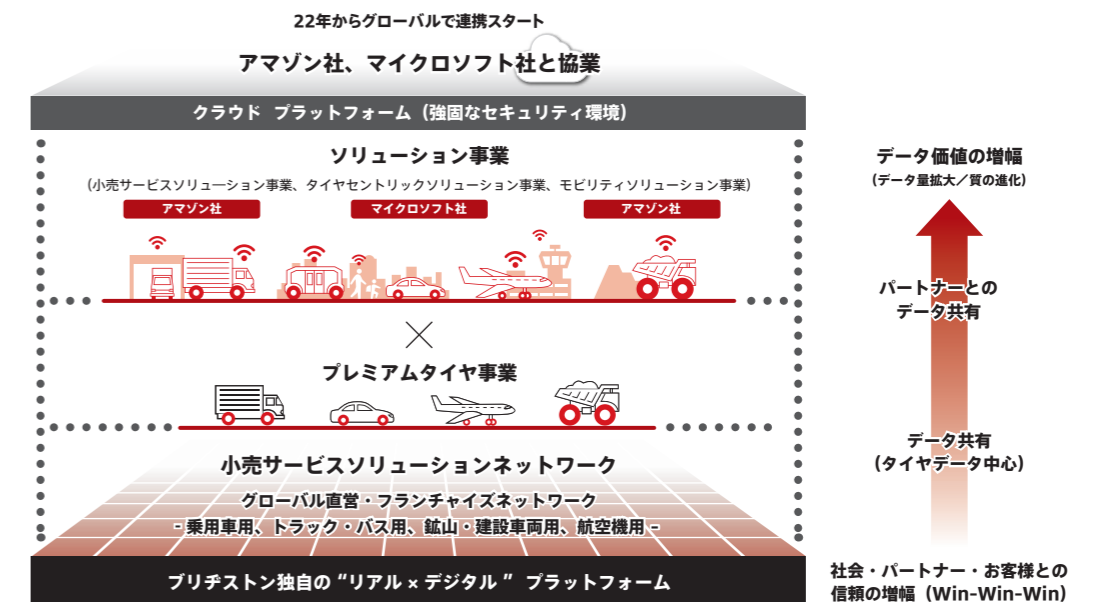 22年からグローバルで連携スタート
アマゾン社、マイクロソフト社と協業
クラウド プラットフォーム（強固なセキュリティ環境）
ソリューション事業
（小売サービスソリューション事業、タイヤセントリックソリューション事業、モビリティソリューション事業）
アマゾン社
マイクロソフト社
アマゾン社
×
プレミアムタイヤ事業
小売サービスソリューションネットワーク
グローバル直営・フランチャイズネットワーク
- 乗用車用、トラック・バス用、鉱山・建設車両用、航空機用 -
ブリヂストン独自の“リアル × デジタル ” プラットフォーム
データ価値の増幅
（データ量拡大／質の進化）
パートナーとの
データ共有
データ共有
（タイヤデータ中心）
社会・パートナー・お客様との
信頼の増幅（Win-Win-Win）